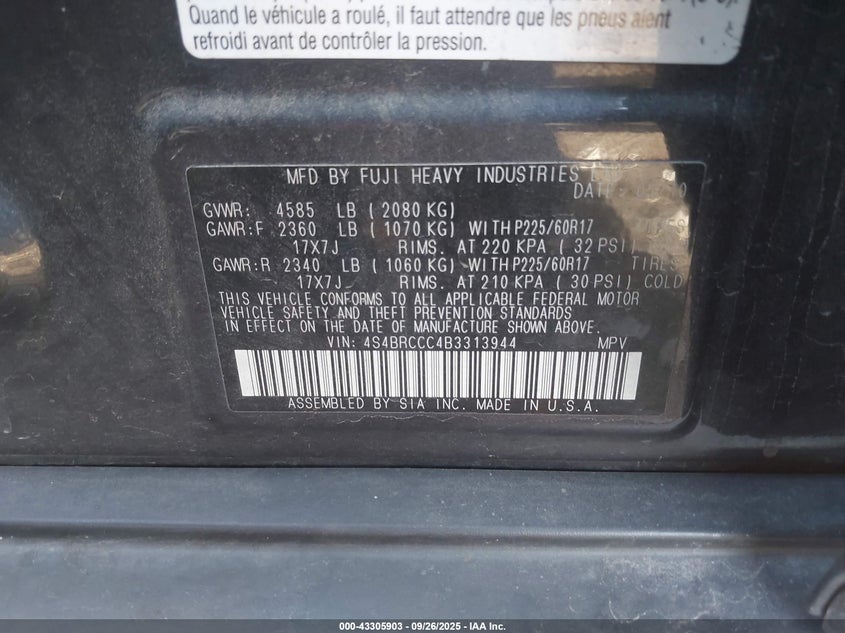 Quand le véhicule a roulé, il faut attendre que les pneus aient
refroidi avant de contrôler la pression.
MFD BY FUJI HEAVY INDUSTRIES
DATE
GVWR: 4585 LB ( 2080 KG)
GAWR:F 2360 LB ( 1070 KG) WITH P225/60R17
17X7J RIMS. AT 220 KPA ( 32 PSI)
GAWR:R 2340 LB ( 1060 KG) WITH P225/60R17 TIRES
17X7J RIMS. AT 210 KPA ( 30 PSI) COLD
THIS VEHICLE CONFORMS TO ALL APPLICABLE FEDERAL MOTOR
VEHICLE SAFETY AND THEFT PREVENTION STANDARDS
IN EFFECT ON THE DATE OF MANUFACTURE SHOWN ABOVE.
VIN: 4S4BRCCC4B3313944 MPV
ASSEMBLED BY SIA INC. MADE IN U.S.A.
000-43305903 - 09/26/2025 - IAA Inc.